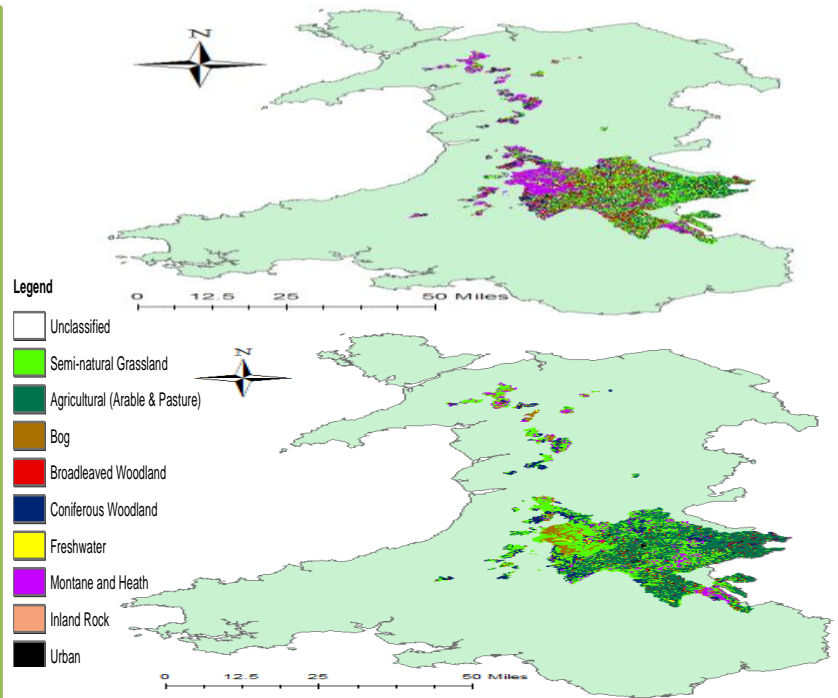 N
0 12.5 25 50 Miles
Legend
Unclassified
Semi-natural Grassland
Agricultural (Arable & Pasture)
Bog
Broadleaved Woodland
Coniferous Woodland
Freshwater
Montane and Heath
Inland Rock
Urban
N
0 12.5 25 50 Miles